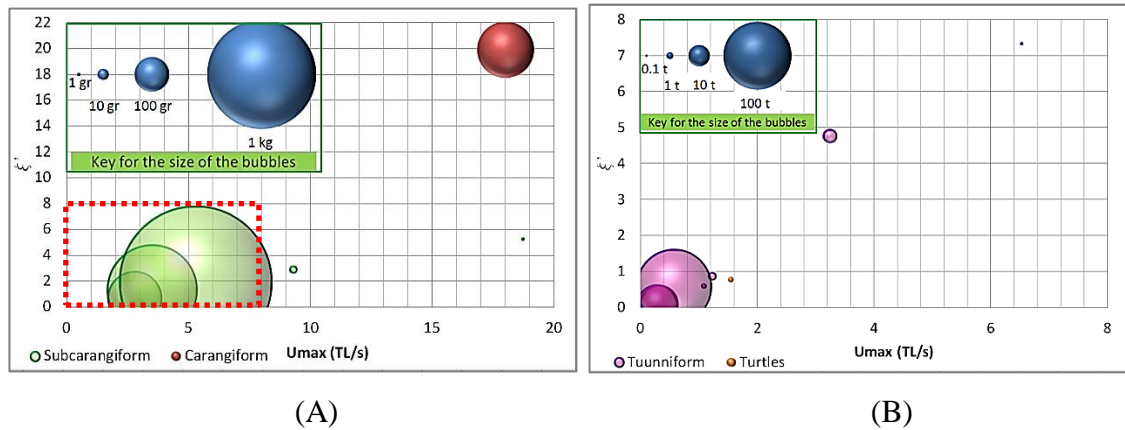 22
20
18
16
14
12
10
8
6
4
2
0
ξ'
1 gr
10 gr
100 gr
1 kg
Key for the size of the bubbles
0 5 10 15 20
Umax (TL/s)
Subcarangiform Carangiform
(A)
8
7
6
5
4
3
2
1
0
ξ'
0.1 t
1 t
10 t
100 t
Key for the size of the bubbles
0 2 4 6 8
Umax (TL/s)
Tuunniform Turtles
(B)